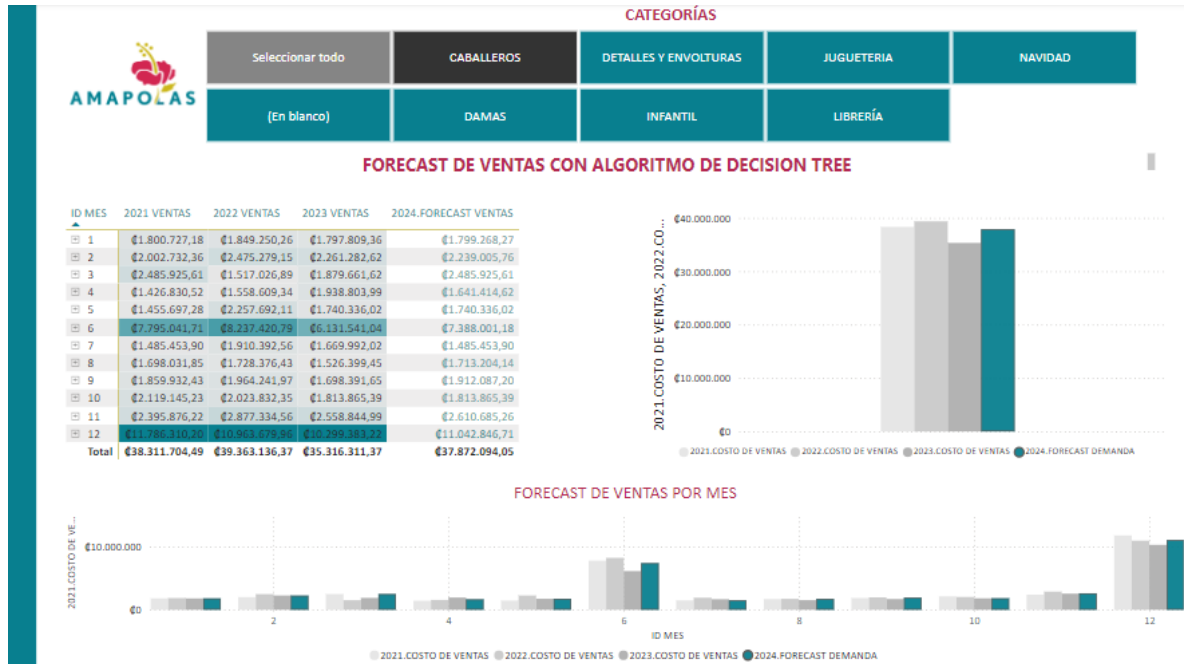 CATEGORÍAS
AMAPOLAS
Seleccionar todo
CABALLEROS
DETALLES Y ENVOLTURAS
JUGUETERIA
NAVIDAD
(En blanco)
DAMAS
INFANTIL
LIBRERÍA
FORECAST DE VENTAS CON ALGORITMO DE DECISION TREE
ID MES 2021 VENTAS 2022 VENTAS 2023 VENTAS 2024.FORECAST VENTAS
1 ₡1.800.727,18 ₡1.849.250,26 ₡1.797.809,36 ₡1.799.268,27
2 ₡2.002.732,36 ₡2.475.279,15 ₡2.261.282,62 ₡2.239.005,76
3 ₡2.485.925,61 ₡1.517.026,89 ₡1.879.661,62 ₡2.485.925,61
4 ₡1.426.830,52 ₡1.558.609,34 ₡1.938.803,99 ₡1.641.414,62
5 ₡1.455.697,28 ₡2.257.692,11 ₡1.740.336,02 ₡1.740.336,02
6 ₡7.795.041,71 ₡8.237.420,79 ₡6.131.541,04 ₡7.388.001,18
7 ₡1.485.453,90 ₡1.910.392,56 ₡1.669.992,02 ₡1.485.453,90
8 ₡1.698.031,85 ₡1.728.376,43 ₡1.526.399,45 ₡1.713.204,14
9 ₡1.859.932,43 ₡1.964.241,97 ₡1.698.391,65 ₡1.912.087,20
10 ₡2.119.145,23 ₡2.023.832,35 ₡1.813.865,39 ₡1.813.865,39
11 ₡2.395.876,22 ₡2.877.334,56 ₡2.558.844,99 ₡2.610.685,26
12 ₡11.786.310,20 ₡10.963.679,96 ₡10.299.383,22 ₡11.042.846,71
Total ₡38.311.704,49 ₡39.363.136,37 ₡35.316.311,37 ₡37.872.094,05
2021.COSTO DE VENTAS, 2022.CO...
₡40.000.000
₡30.000.000
₡20.000.000
₡10.000.000
₡0
2021.COSTO DE VENTAS 2022.COSTO DE VENTAS 2023.COSTO DE VENTAS 2024.FORECAST DEMANDA
FORECAST DE VENTAS POR MES
2021.COSTO DE VE...
₡10.000.000
₡0
2 4 6 8 10 12
ID MES
2021.COSTO DE VENTAS 2022.COSTO DE VENTAS 2023.COSTO DE VENTAS 2024.FORECAST DEMANDA